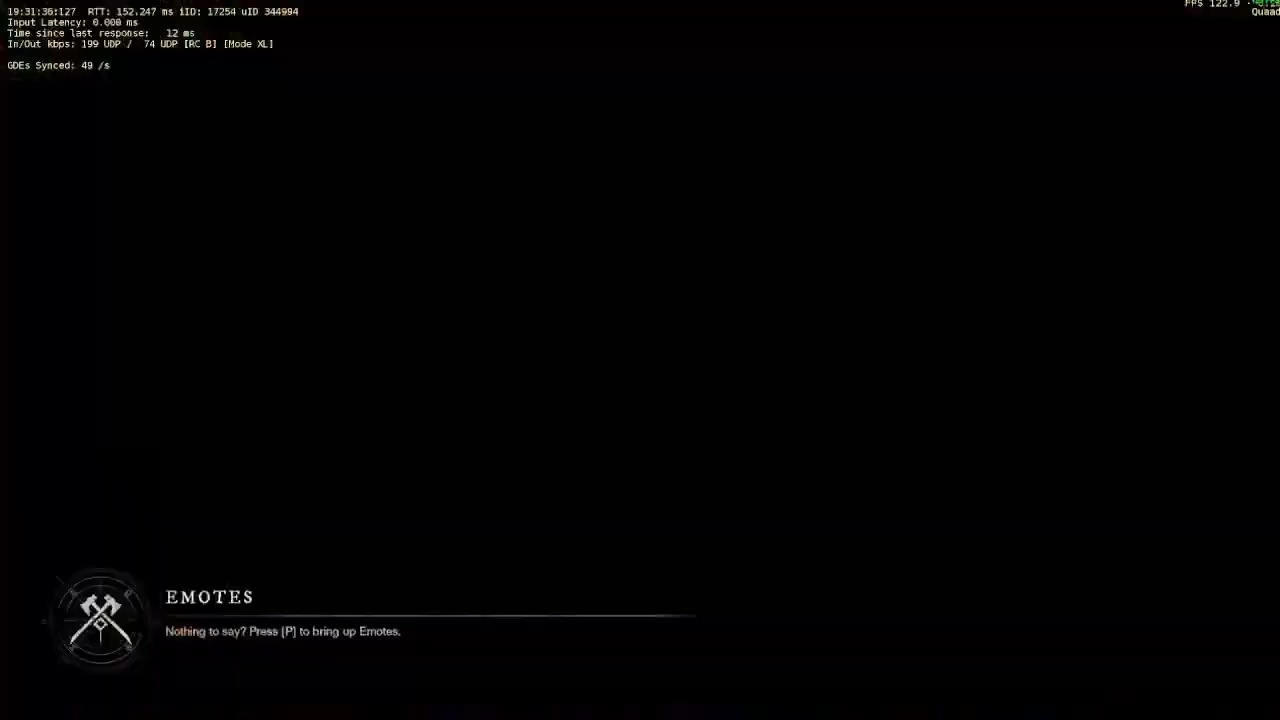 19:31:36:127 RTT: 152.247 ms iID: 17254 uID 344994
Input Latency: 0.000 ms
Time since last response: 12 ms
In/Out kbps: 199 UDP / 74 UDP [RC B] [Mode XL]
GDEs Synced: 49 /s
FPS 122.9
Quaad
EMOTES
Nothing to say? Press [P] to bring up Emotes.